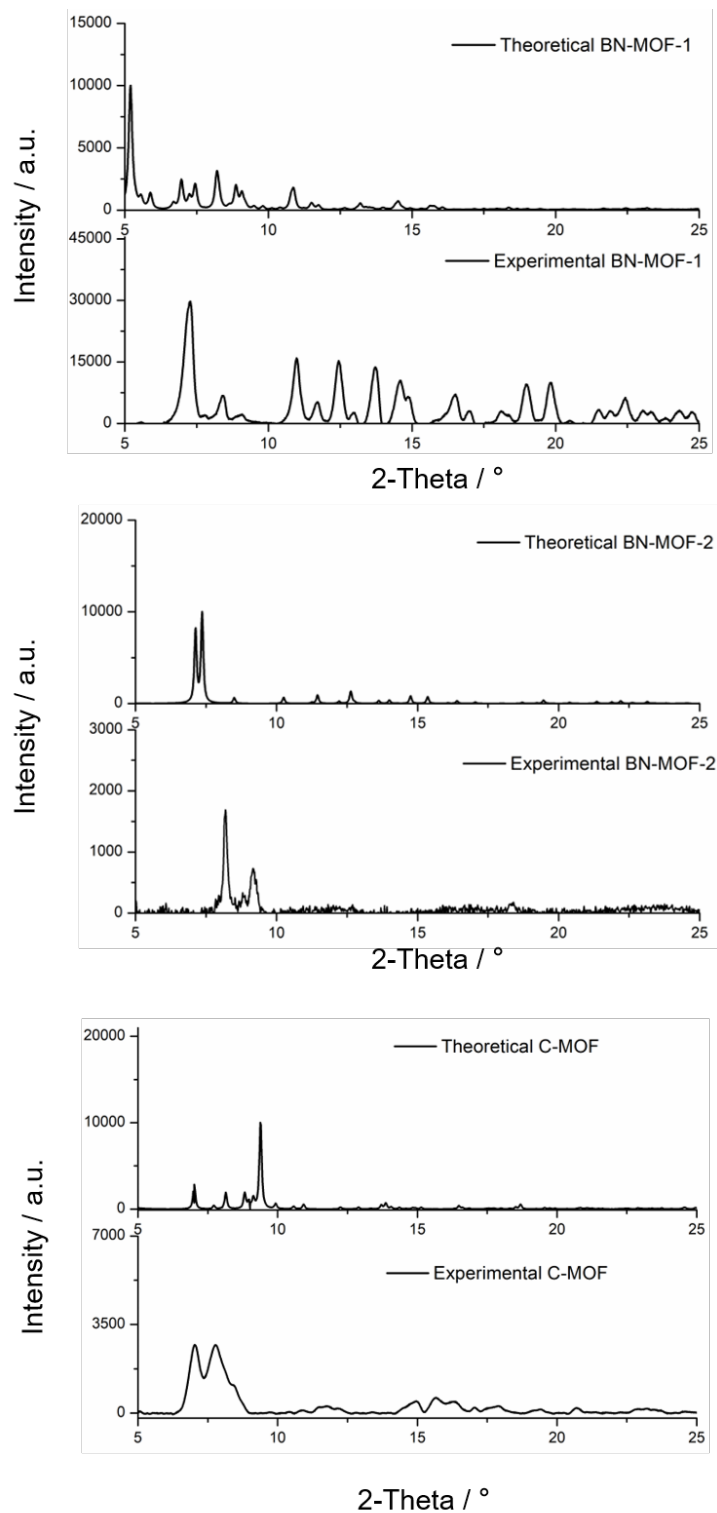 15000
Theoretical BN-MOF-1
10000
5000
0
5 10 15 20 25
45000
Experimental BN-MOF-1
30000
15000
0
5 10 15 20 25
Intensity / a.u.
2-Theta / °
20000
Theoretical BN-MOF-2
10000
0
5 10 15 20 25
3000
Experimental BN-MOF-2
2000
1000
0
5 10 15 20 25
Intensity / a.u.
2-Theta / °
20000
Theoretical C-MOF
10000
0
5 10 15 20 25
7000
Experimental C-MOF
3500
0
5 10 15 20 25
Intensity / a.u.
2-Theta / °